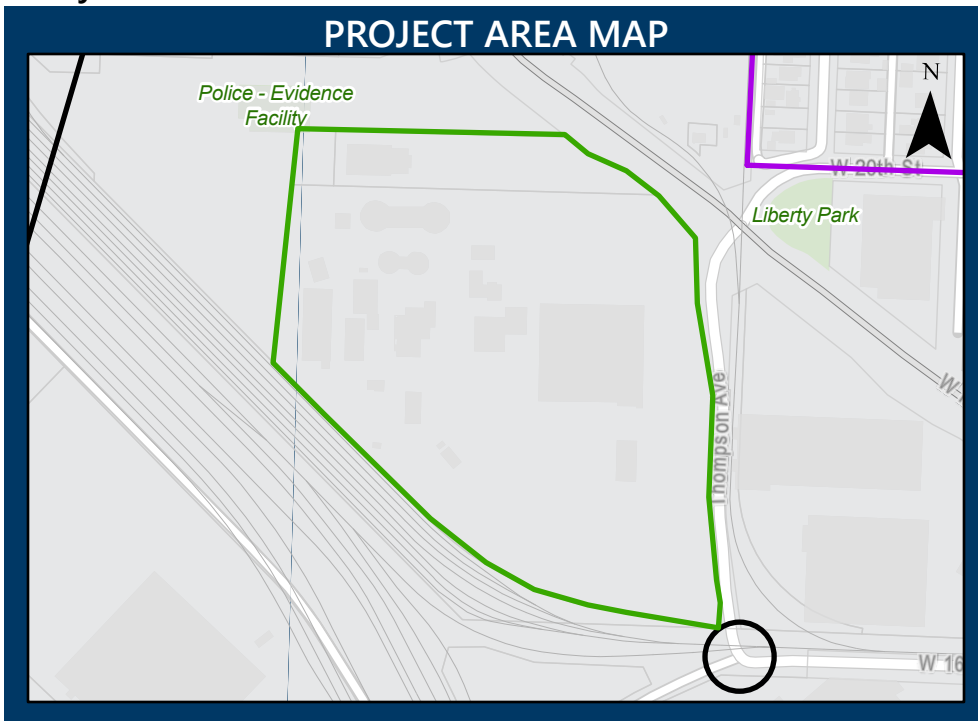 PROJECT AREA MAP
N
Police - Evidence
Facility
W 20th St
Liberty Park
Thompson Ave
W 16